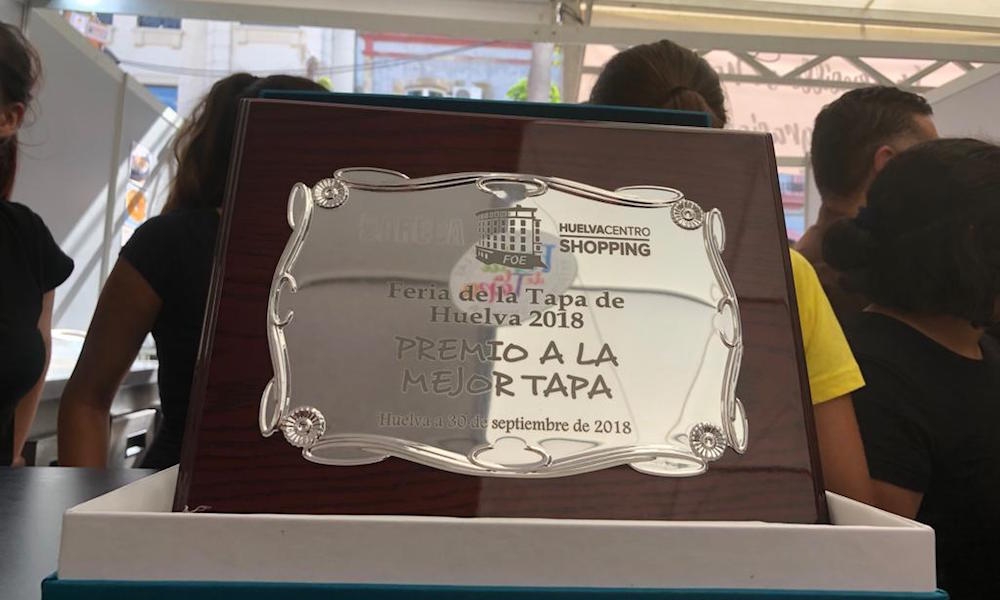 HUELVACENTRO
SHOPPING
FOE
Feria de la Tapa de
Huelva 2018
PREMIO A LA
MEJOR TAPA
Huelva a 30 de septiembre de 2018